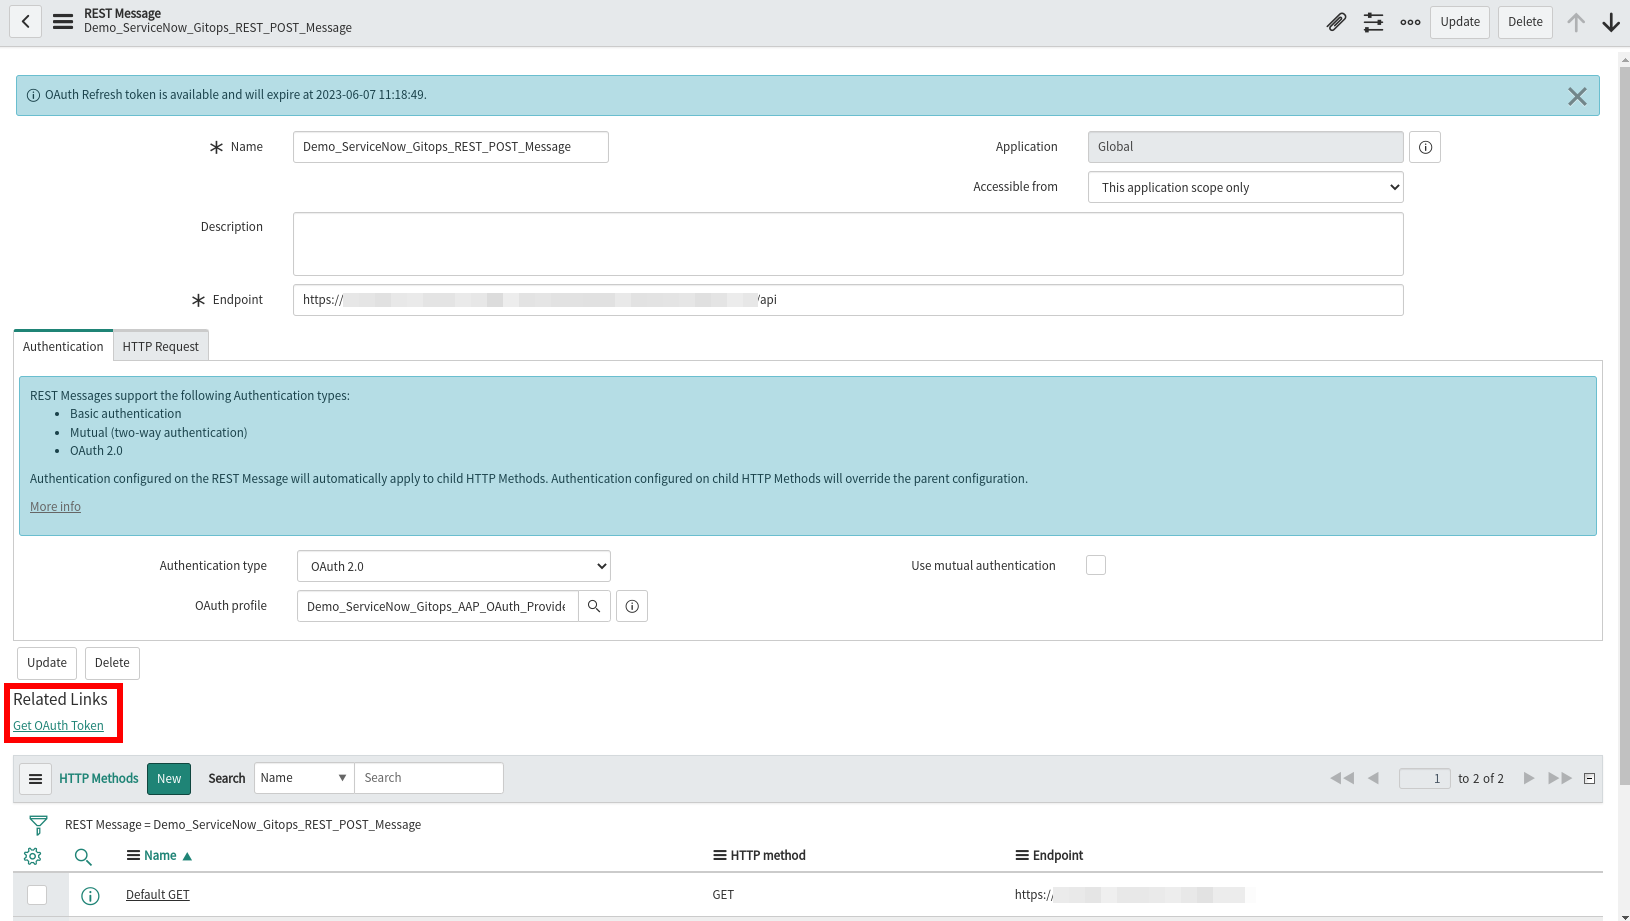 REST Message
Demo_ServiceNow_Gitops_REST_POST_Message
Update
Delete
OAuth Refresh token is available and will expire at 2023-06-07 11:18:49.
Name
Demo_ServiceNow_Gitops_REST_POST_Message
Application
Global
Accessible from
This application scope only
Description
Endpoint
https://
/api
Authentication
HTTP Request
REST Messages support the following Authentication types:
• Basic authentication
• Mutual (two-way authentication)
• OAuth 2.0
Authentication configured on the REST Message will automatically apply to child HTTP Methods. Authentication configured on child HTTP Methods will override the parent configuration.
More info
Authentication type
OAuth 2.0
Use mutual authentication
OAuth profile
Demo_ServiceNow_Gitops_AAP_OAuth_Provide
Update
Delete
Related Links
Get OAuth Token
HTTP Methods
New
Search
Name
Search
1
to 2 of 2
REST Message = Demo_ServiceNow_Gitops_REST_POST_Message
Name
HTTP method
Endpoint
Default GET
GET
https://